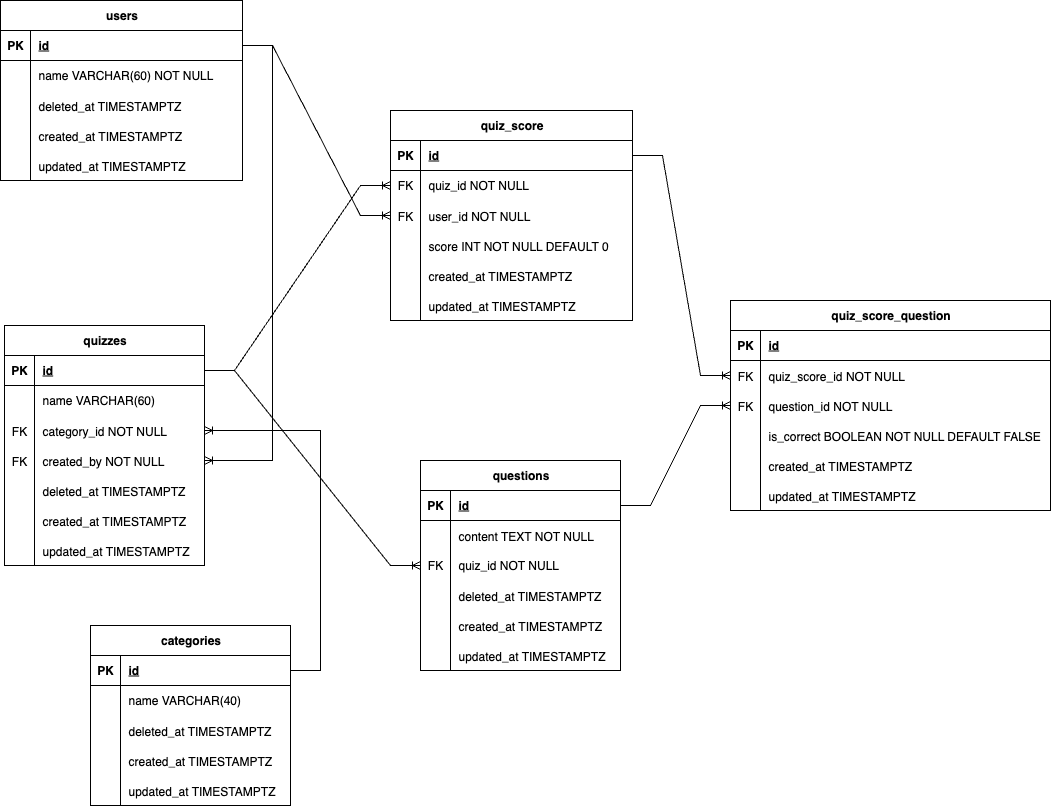 users
PK id
name VARCHAR(60) NOT NULL
deleted_at TIMESTAMPTZ
created_at TIMESTAMPTZ
updated_at TIMESTAMPTZ
quiz_score
PK id
FK quiz_id NOT NULL
FK user_id NOT NULL
score INT NOT NULL DEFAULT 0
created_at TIMESTAMPTZ
updated_at TIMESTAMPTZ
quiz_score_question
PK id
FK quiz_score_id NOT NULL
FK question_id NOT NULL
is_correct BOOLEAN NOT NULL DEFAULT FALSE
created_at TIMESTAMPTZ
updated_at TIMESTAMPTZ
quizzes
PK id
name VARCHAR(60)
FK category_id NOT NULL
FK created_by NOT NULL
deleted_at TIMESTAMPTZ
created_at TIMESTAMPTZ
updated_at TIMESTAMPTZ
questions
PK id
content TEXT NOT NULL
FK quiz_id NOT NULL
deleted_at TIMESTAMPTZ
created_at TIMESTAMPTZ
updated_at TIMESTAMPTZ
categories
PK id
name VARCHAR(40)
deleted_at TIMESTAMPTZ
created_at TIMESTAMPTZ
updated_at TIMESTAMPTZ